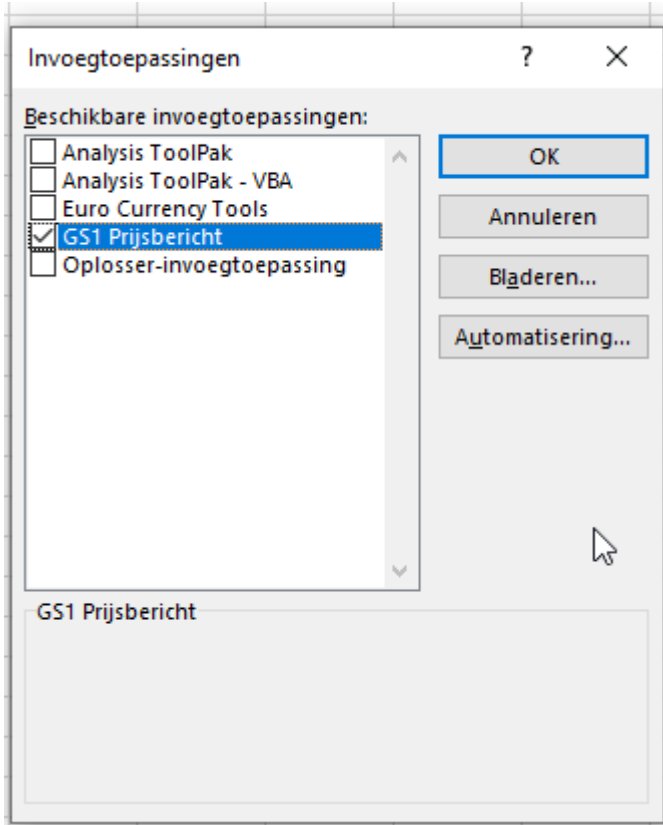 Invoegtoepassingen ?
Beschikbare invoegtoepassingen:
Analysis ToolPak
Analysis ToolPak - VBA
Euro Currency Tools
GS1 Prijsbericht
Oplosser-invoegtoepassing
OK
Annuleren
Bladeren...
Automatisering...
GS1 Prijsbericht